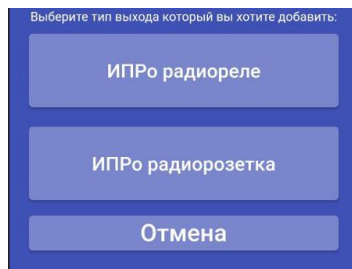 Выберите тип выхода который вы хотите добавить:
ИПРо радиореле
ИПРо радиорозетка
Отмена